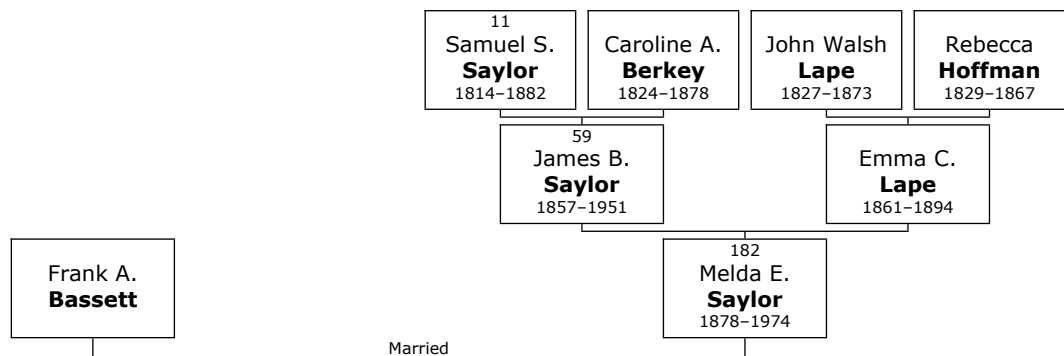 11
Samuel S.
Saylor
1814–1882
Caroline A.
Berkey
1824–1878
John Walsh
Lape
1827–1873
Rebecca
Hoffman
1829–1867
59
James B.
Saylor
1857–1951
Emma C.
Lape
1861–1894
Frank A.
Bassett
182
Melda E.
Saylor
1878–1974
Married